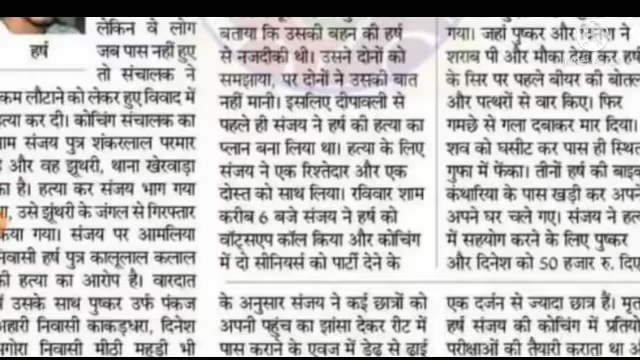 हर्ष
लेकिन वे लोग
जब पास नहीं हुए
तो संचालक ने
कम लौटाने को लेकर हुए विवाद में
त्या कर दी। कोचिंग संचालक का
ाम संजय पुत्र शंकरलाल परमार
है और वह झूथरी, थाना खेरवाड़ा
का है। हत्या कर संजय भाग गया
ा, उसे झूंथरी के जंगल से गिरफ्तार
किया गया। संजय पर आमलिया
निवासी हर्ष पुत्र कालूलाल कलाल
की हत्या का आरोप है। वारदात
में उसके साथ पुष्कर उर्फ पंकज
अहारी निवासी काकड़धरा, दिनेश
गोरा निवासी मीठी महुड़ी भी
बताया कि उसकी बहन की हर्ष
से नजदीकी थी। उसने दोनों को
समझाया, पर दोनों ने उसकी बात
नहीं मानी। इसलिए दीपावली से
पहले ही संजय ने हर्ष की हत्या का
प्लान बना लिया था। हत्या के लिए
संजय ने एक रिश्तेदार और एक
दोस्त को साथ लिया। रविवार शाम
करीब 6 बजे संजय ने हर्ष को
वॉट्सएप कॉल किया और कोचिंग
में दो सीनियर्स को पार्टी देने के
के अनुसार संजय ने कई छात्रों को
अपनी पहुंच का झांसा देकर रीट में
पास कराने के एवज में डेढ़ से ढाई
गया। जहां पुष्कर और दिनेश ने
शराब पी और मौका देखकर हर्ष
के सिर पर पहले बीयर की बोतल
और पत्थरों से वार किए। फिर
गमछे से गला दबाकर मार दिया।
शव को घसीट कर पास ही स्थित
गुफा में फेंका। तीनों हर्ष की बाइक
कंथारिया के पास खड़ी कर अपने
अपने घर चले गए। संजय ने हत्या
में सहयोग करने के लिए पुष्कर
और दिनेश को 50 हजार रु. दिए
एक दर्जन से ज्यादा छात्र हैं। मृत
हर्ष संजय की कोचिंग में प्रतियो
परीक्षाओं की तैयारी कराता था